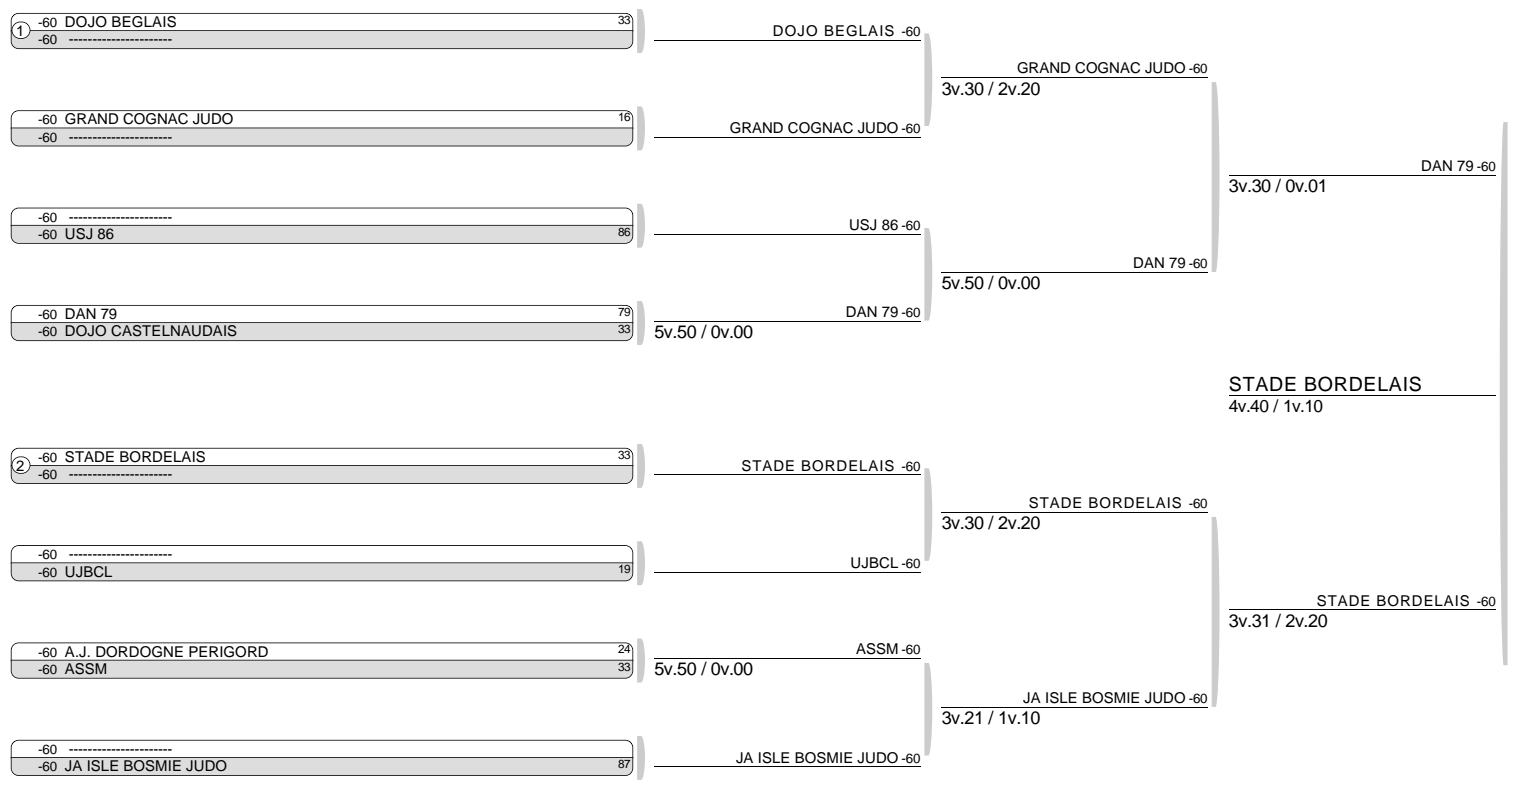 1 -60 DOJO BEGLAIS 33
-60 ----------------------
-60 GRAND COGNAC JUDO 16
-60 ----------------------
-60 ----------------------
-60 USJ 86 86
-60 DAN 79 79
-60 DOJO CASTELNAUDAIS 33
2 -60 STADE BORDELAIS 33
-60 ----------------------
-60 ----------------------
-60 UJBCL 19
-60 A.J. DORDOGNE PERIGORD 24
-60 ASSM 33
-60 ----------------------
-60 JA ISLE BOSMIE JUDO 87
DOJO BEGLAIS -60
GRAND COGNAC JUDO -60
USJ 86 -60
DAN 79 -60
5v.50 / 0v.00
STADE BORDELAIS -60
UJBCL -60
ASSM -60
5v.50 / 0v.00
JA ISLE BOSMIE JUDO -60
GRAND COGNAC JUDO -60
3v.30 / 2v.20
DAN 79 -60
5v.50 / 0v.00
STADE BORDELAIS -60
3v.30 / 2v.20
JA ISLE BOSMIE JUDO -60
3v.21 / 1v.10
DAN 79 -60
3v.30 / 0v.01
STADE BORDELAIS
4v.40 / 1v.10
STADE BORDELAIS -60
3v.31 / 2v.20